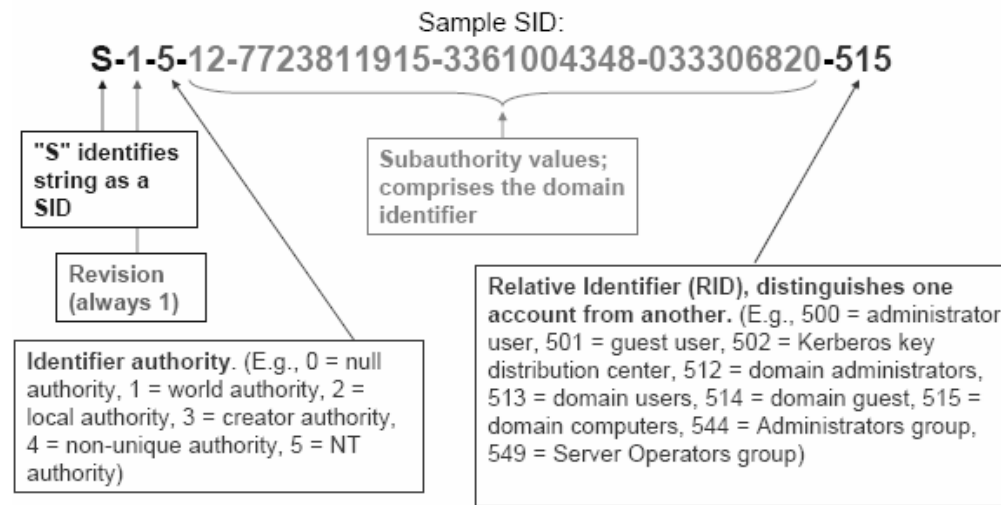 Sample SID:
S-1-5-12-7723811915-3361004348-033306820-515
"S" identifies
string as a
SID
Subauthority values;
comprises the domain
identifier
Revision
(always 1)
Identifier authority. (E.g., 0 = null
authority, 1 = world authority, 2 =
local authority, 3 = creator authority,
4 = non-unique authority, 5 = NT
authority)
Relative Identifier (RID), distinguishes one
account from another. (E.g., 500 = administrator
user, 501 = guest user, 502 = Kerberos key
distribution center, 512 = domain administrators,
513 = domain users, 514 = domain guest, 515 =
domain computers, 544 = Administrators group,
549 = Server Operators group)